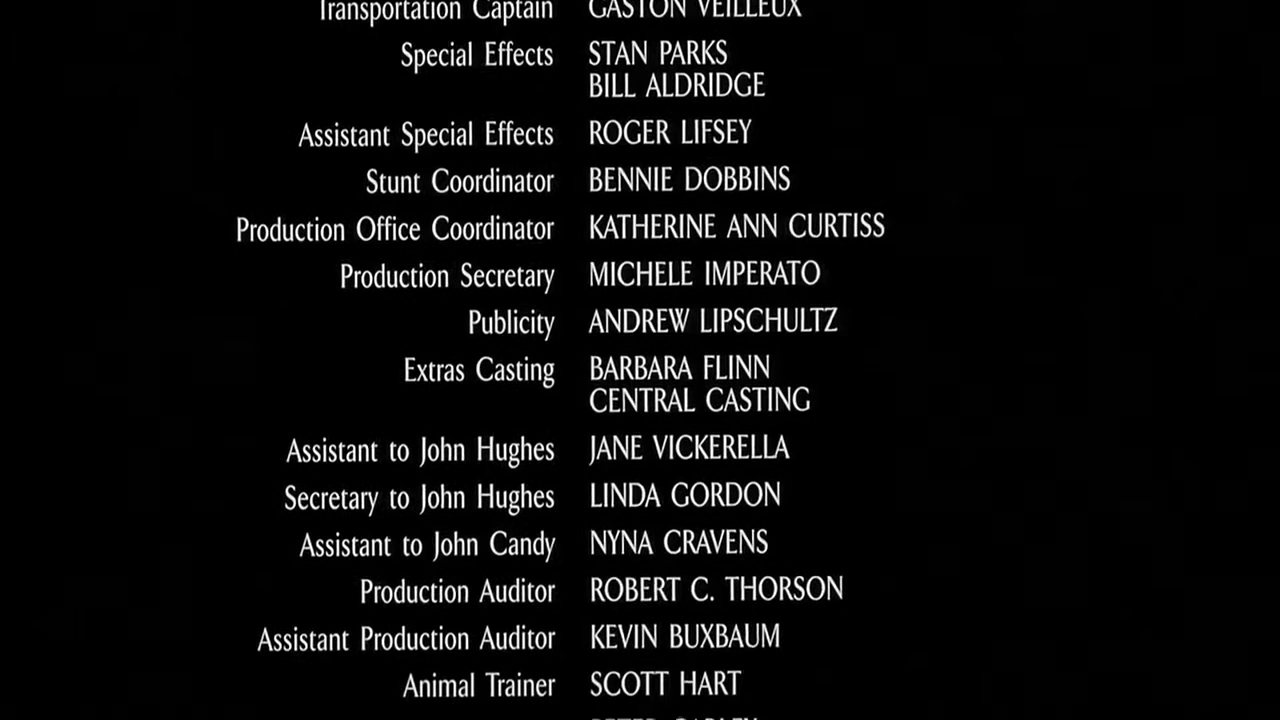 Transportation Captain GASTON VEILLEUX
Special Effects STAN PARKS
BILL ALDRIDGE
Assistant Special Effects ROGER LIFSEY
Stunt Coordinator BENNIE DOBBINS
Production Office Coordinator KATHERINE ANN CURTISS
Production Secretary MICHELE IMPERATO
Publicity ANDREW LIPSCHULTZ
Extras Casting BARBARA FLINN
CENTRAL CASTING
Assistant to John Hughes JANE VICKERELLA
Secretary to John Hughes LINDA GORDON
Assistant to John Candy NYNA CRAVENS
Production Auditor ROBERT C. THORSON
Assistant Production Auditor KEVIN BUXBAUM
Animal Trainer SCOTT HART